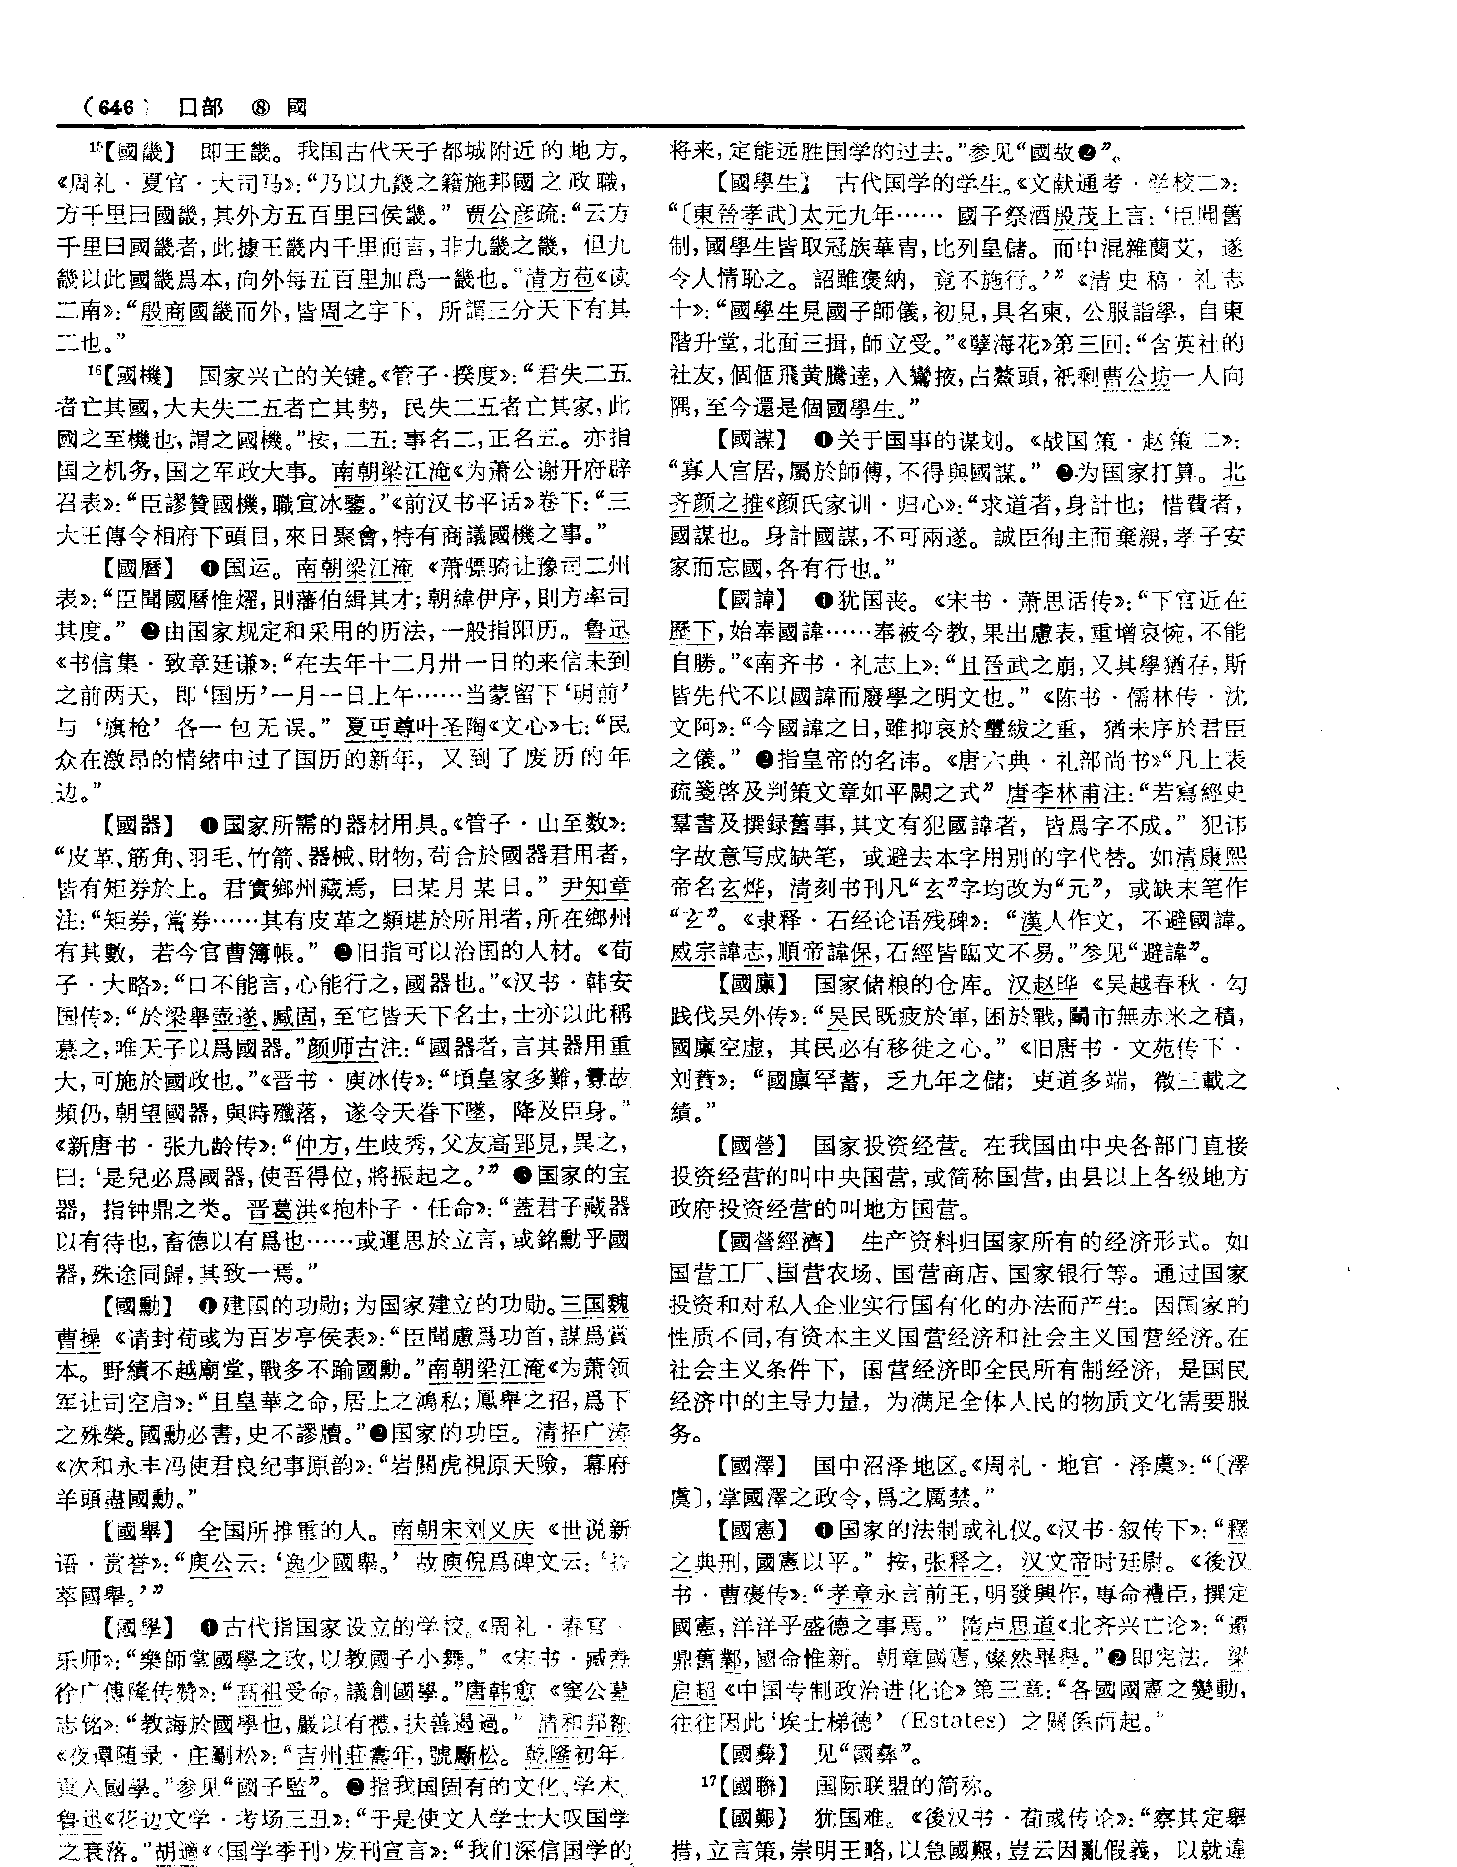 （646） 口部 ⑧ 國
15【國畿】 即王畿。我国古代天子都城附近的地方。
《周礼·夏官·大司马》：“乃以九畿之籍施邦國之政職，
方千里曰國畿，其外方五百里曰侯畿。” 贾公彦疏：“云方
千里曰國畿者，此據王畿内千里而言，非九畿之畿，但九
畿以此國畿爲本，向外每五百里加爲一畿也。”清方苞《读
二南》：“殷商國畿而外，皆周之宇下，所謂三分天下有其
二也。”
16【國機】 国家兴亡的关键。《管子·揆度》：“君失二五
者亡其國，大夫失二五者亡其勢，民失二五者亡其家，此
國之至機也，謂之國機。”按，二五：事名二，正名五。亦指
国之机务，国之军政大事。南朝梁江淹《为萧公谢开府辟
召表》：“臣謬贊國機，職宣冰鑒。”《前汉书平话》卷下：“三
大王傳令相府下頭目，來日聚會，特有商議國機之事。”
【國曆】 ❶国运。南朝梁江淹《萧骠骑让豫司二州
表》：“臣聞國曆惟燿，則藩伯緝其才；朝緯伊序，則方率司
其度。” ❷由国家规定和采用的历法，一般指阳历。鲁迅
《书信集·致章廷谦》：“在去年十二月卅一日的来信未到
之前两天，即‘国历’一月一日上午……当蒙留下‘明前’
与‘旗枪’各一包无误。” 夏丏尊叶圣陶《文心》七：“民
众在激昂的情绪中过了国历的新年，又到了废历的年
边。”
【國器】 ❶国家所需的器材用具。《管子·山至数》：
“皮革、筋角、羽毛、竹箭、器械、財物，苟合於國器君用者，
皆有矩券於上。君實鄉州藏焉，曰某月某日。” 尹知章
注：“矩券，常券……其有皮革之類堪於所用者，所在鄉州
有其數，若今官曹簿帳。” ❷旧指可以治国的人材。《荀
子·大略》：“口不能言，心能行之，國器也。”《汉书·韩安
国传》：“於梁舉壺遂、臧固，至它皆天下名士，士亦以此稱
慕之，唯天子以爲國器。”颜师古注：“國器者，言其器用重
大，可施於國政也。”《晋书·庾冰传》：“頃皇家多難，釁故
頻仍，朝望國器，與時殲落，遂令天眷下墜，降及臣身。”
《新唐书·张九龄传》：“仲方，生歧秀，父友高郢見，異之，
曰：‘是兒必爲國器，使吾得位，將振起之。’” ❸国家的宝
器，指钟鼎之类。晋葛洪《抱朴子·任命》：“蓋君子藏器
以有待也，畜德以有爲也……或運思於立言，或銘勳乎國
器，殊途同歸，其致一焉。”
【國勳】 ❶建国的功勋；为国家建立的功勋。三国魏
曹操《请封荀彧为百岁亭侯表》：“臣聞慮爲功首，謀爲賞
本。野績不越廟堂，戰多不踰國勳。”南朝梁江淹《为萧领
军让司空启》：“且皇華之命，居上之鴻私；鳳舉之招，爲下
之殊榮。國勳必書，史不謬牘。”❷国家的功臣。清拓广涛
《次和永丰冯使君良纪事原韵》：“岩關虎視原天險，幕府
羊頭盡國勳。”
【國舉】 全国所推重的人。南朝宋刘义庆《世说新
语·赏誉》：“庾公云：‘逸少國舉。’ 故庾倪爲碑文云：‘拔
萃國舉。’”
【國學】 ❶古代指国家设立的学校。《周礼·春官·
乐师》：“樂師掌國學之政，以教國子小舞。”《宋书·臧焘
徐广傅隆传赞》：“高祖受命，議創國學。”唐韩愈《窦公墓
志铭》：“教誨於國學也，嚴以有禮，扶善遏過。” 清和邦额
《夜谭随录·庄劚松》：“吉州莊壽年，號劚松。乾隆初年，
貢入國學。”参见“國子監”。❷指我国固有的文化、学术。
鲁迅《花边文学·考场三丑》：“于是使文人学士大叹国学
之衰落。”胡適《〈国学季刊〉发刊宣言》：“我们深信国学的
将来，定能远胜国学的过去。”参见“國故❷”。
【國學生】 古代国学的学生。《文献通考·学校二》：
“〔東晉孝武〕太元九年…… 國子祭酒殷茂上言：‘臣聞舊
制，國學生皆取冠族華胄，比列皇儲。而中混雜蘭艾，遂
令人情恥之。詔雖褒納，竟不施行。’”《清史稿·礼志
十》：“國學生見國子師儀，初見，具名柬，公服詣學，自東
階升堂，北面三揖，師立受。”《孽海花》第三回：“含英社的
社友，個個飛黄騰達，入鸞掖，占鰲頭，衹剩曹公坊一人向
隅，至今還是個國學生。”
【國謀】 ❶关于国事的谋划。《战国策·赵策二》：
“寡人宫居，屬於師傅，不得與國謀。” ❷为国家打算。北
齐颜之推《颜氏家训·归心》：“求道者，身計也；惜費者，
國謀也。身計國謀，不可兩遂。誠臣徇主而棄親，孝子安
家而忘國，各有行也。”
【國諱】 ❶犹国丧。《宋书·萧思话传》：“下官近在
歷下，始奉國諱……奉被今教，果出慮表，重增哀惋，不能
自勝。”《南齐书·礼志上》：“且晉武之崩，又其學猶存，斯
皆先代不以國諱而廢學之明文也。”《陈书·儒林传·沈
文阿》：“今國諱之日，雖抑哀於璽紱之重，猶未序於君臣
之儀。” ❷指皇帝的名讳。《唐六典·礼部尚书》“凡上表
疏箋啓及判策文章如平闕之式” 唐李林甫注：“若寫經史
羣書及撰録舊事，其文有犯國諱者，皆爲字不成。” 犯讳
字故意写成缺笔，或避去本字用别的字代替。如清康熙
帝名玄烨，清刻书刊凡“玄”字均改为“元”，或缺末笔作
“𤣥”。《隶释·石经论语残碑》：“漢人作文，不避國諱。
威宗諱志，順帝諱保，石經皆臨文不易。”参见“避諱”。
【國廩】 国家储粮的仓库。汉赵晔《吴越春秋·勾
践伐吴外传》：“吴民既疲於軍，困於戰，鬭市無赤米之積，
國廩空虚，其民必有移徙之心。”《旧唐书·文苑传下·
刘蕡》：“國廩罕蓄，乏九年之儲；吏道多端，微三載之
績。”
【國營】 国家投资经营。在我国由中央各部门直接
投资经营的叫中央国营，或简称国营，由县以上各级地方
政府投资经营的叫地方国营。
【國營經濟】 生产资料归国家所有的经济形式。如
国营工厂、国营农场、国营商店、国家银行等。通过国家
投资和对私人企业实行国有化的办法而产生。因国家的
性质不同，有资本主义国营经济和社会主义国营经济。在
社会主义条件下，国营经济即全民所有制经济，是国民
经济中的主导力量，为满足全体人民的物质文化需要服
务。
【國澤】 国中沼泽地区。《周礼·地官·泽虞》：“〔澤
虞〕，掌國澤之政令，爲之厲禁。”
【國憲】 ❶国家的法制或礼仪。《汉书·叙传下》：“釋
之典刑，國憲以平。” 按，张释之，汉文帝时廷尉。《後汉
书·曹褒传》：“孝章永言前王，明發興作，專命禮臣，撰定
國憲，洋洋乎盛德之事焉。” 隋卢思道《北齐兴亡论》：“遷
鼎舊鄴，國命惟新。朝章國憲，燦然畢舉。”❷即宪法。梁
启超《中国专制政治进化论》第三章：“各國國憲之變動，
往往因此‘埃士梯德’（Estates）之關係而起。”
【國彝】 见“國彝”。
17【國聯】 国际联盟的简称。
【國艱】 犹国难。《後汉书·荀彧传论》：“察其定舉
措，立言策，崇明王略，以急國艱，豈云因亂假義，以就違